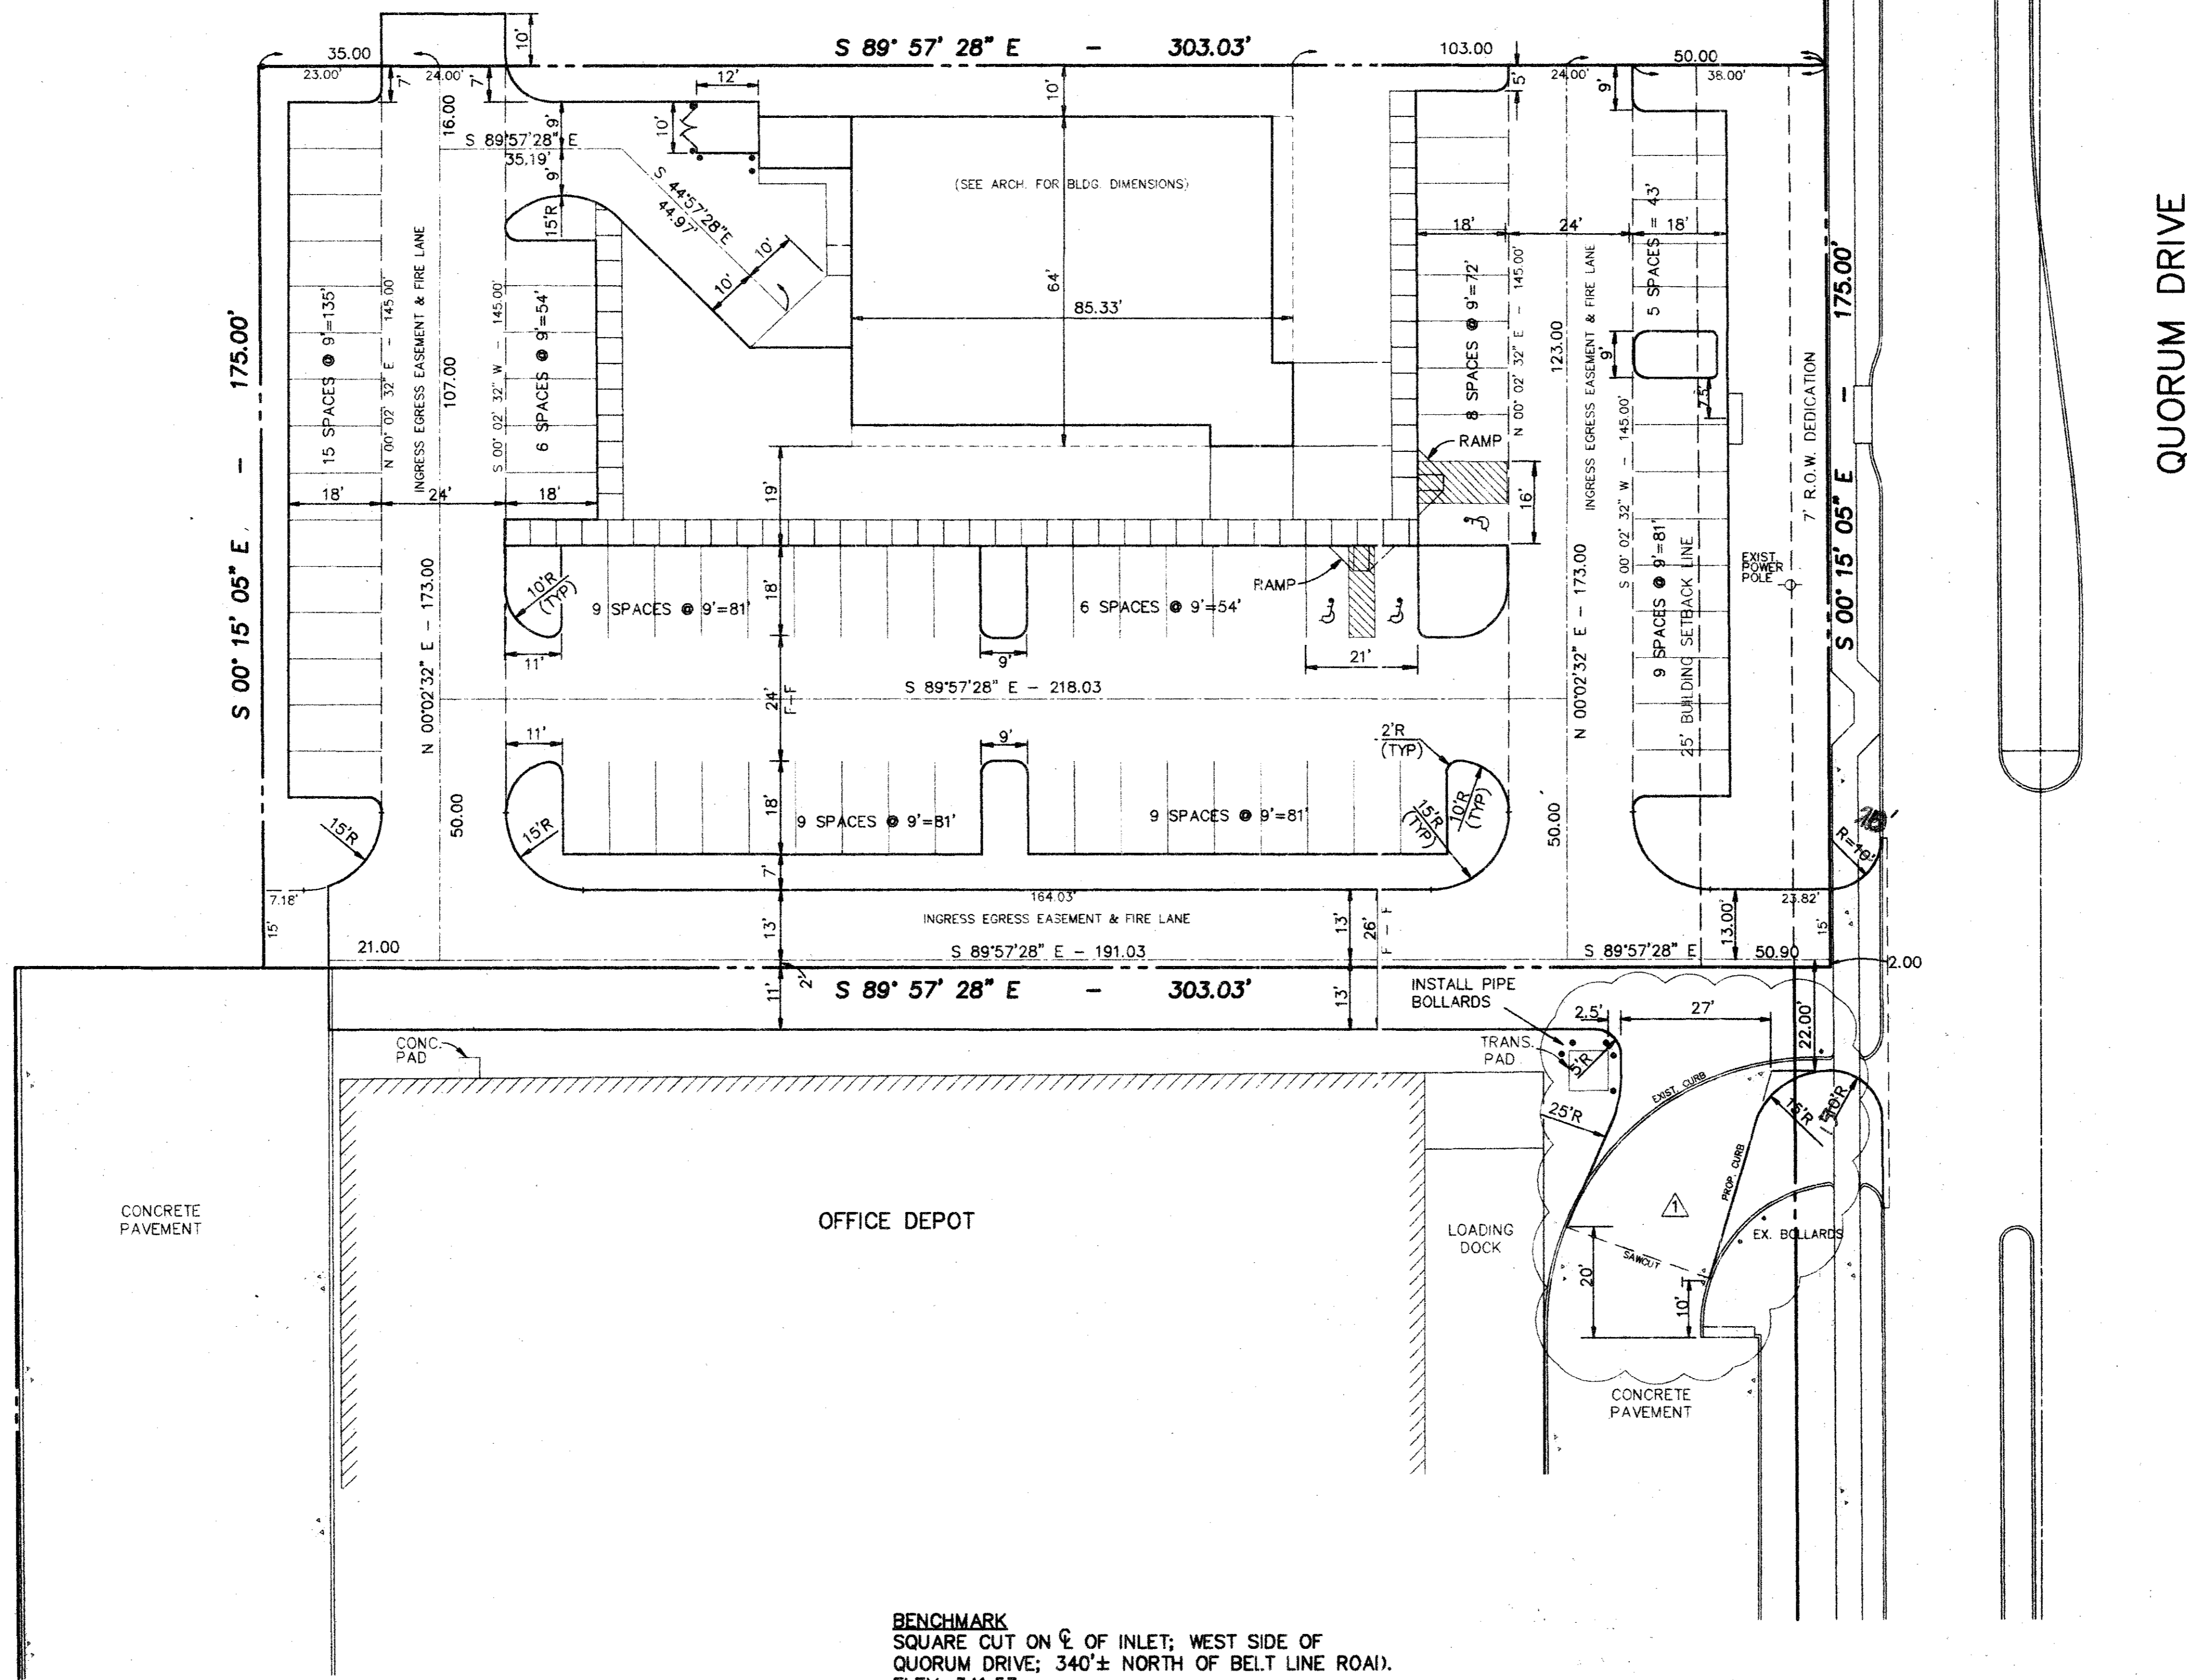 S 89° 57' 28" E - 303.03'
35.00
23.00'
24.00'
7'
7'
10'
12'
10'
10'
103.00
50.00
24.00'
38.00'
5'
9'
16.00
S 89°57'28" E
35.19'
9'
9'
15'R
S 44°57'28"E
44.97'
10'
10'
(SEE ARCH. FOR BLDG. DIMENSIONS)
64'
85.33'
18'
24'
18'
QUORUM DRIVE
S 00° 15' 05" E - 175.00'
15 SPACES @ 9'=135'
N 00° 02' 32" E - 145.00'
INGRESS EGRESS EASEMENT & FIRE LANE
107.00
S 00° 02' 32" W - 145.00'
6 SPACES @ 9'=54'
18'
24'
18'
8 SPACES @ 9'=72'
N 00° 02' 32" E - 145.00'
123.00
INGRESS EGRESS EASEMENT & FIRE LANE
5 SPACES = 43'
9'
7.5'
S 00° 02' 32" W - 145.00'
9 SPACES @ 9'=81'
25' BUILDING SETBACK LINE
7' R.O.W. DEDICATION
S 00° 15' 05" E - 175.00'
RAMP
16'
19'
N 00°02'32" E - 173.00
N 00°02'32" E - 173.00
EXIST.
POWER
POLE
10'R
(TYP)
9 SPACES @ 9'=81'
18'
6 SPACES @ 9'=54'
RAMP
11'
9'
21'
24'
F-F
S 89°57'28" E - 218.03
11'
9'
2'R
(TYP)
50.00
15'R
15'R
18'
9 SPACES @ 9'=81'
9 SPACES @ 9'=81'
15'R
(TYP)
10'R
(TYP)
50.00'
R=10'
7'
7.18'
15'
164.03'
23.82'
13'
INGRESS EGRESS EASEMENT & FIRE LANE
13'
26'
F - F
13.00'
15'
21.00
S 89°57'28" E - 191.03
S 89°57'28" E
50.90
2.00
11'
2'
S 89° 57' 28" E - 303.03'
13'
INSTALL PIPE
BOLLARDS
2.5'
27'
22.00'
CONC.
PAD
TRANS.
PAD
5'R
EXIST. CURB
25'R
15'R
10'R
PROP. CURB
CONCRETE
PAVEMENT
OFFICE DEPOT
LOADING
DOCK
1
EX. BOLLARDS
SAWCUT
20'
10'
CONCRETE
PAVEMENT
BENCHMARK
SQUARE CUT ON ℄ OF INLET; WEST SIDE OF
QUORUM DRIVE; 340'± NORTH OF BELT LINE ROAD.